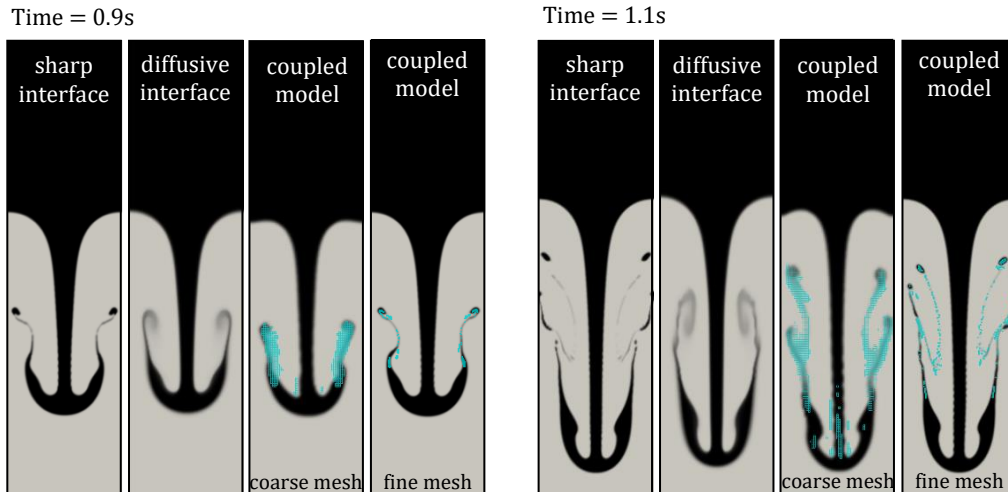 Time = 0.9s
sharp
interface
diffusive
interface
coupled
model
coupled
model
coarse mesh
fine mesh
Time = 1.1s
sharp
interface
diffusive
interface
coupled
model
coupled
model
coarse mesh
fine mesh